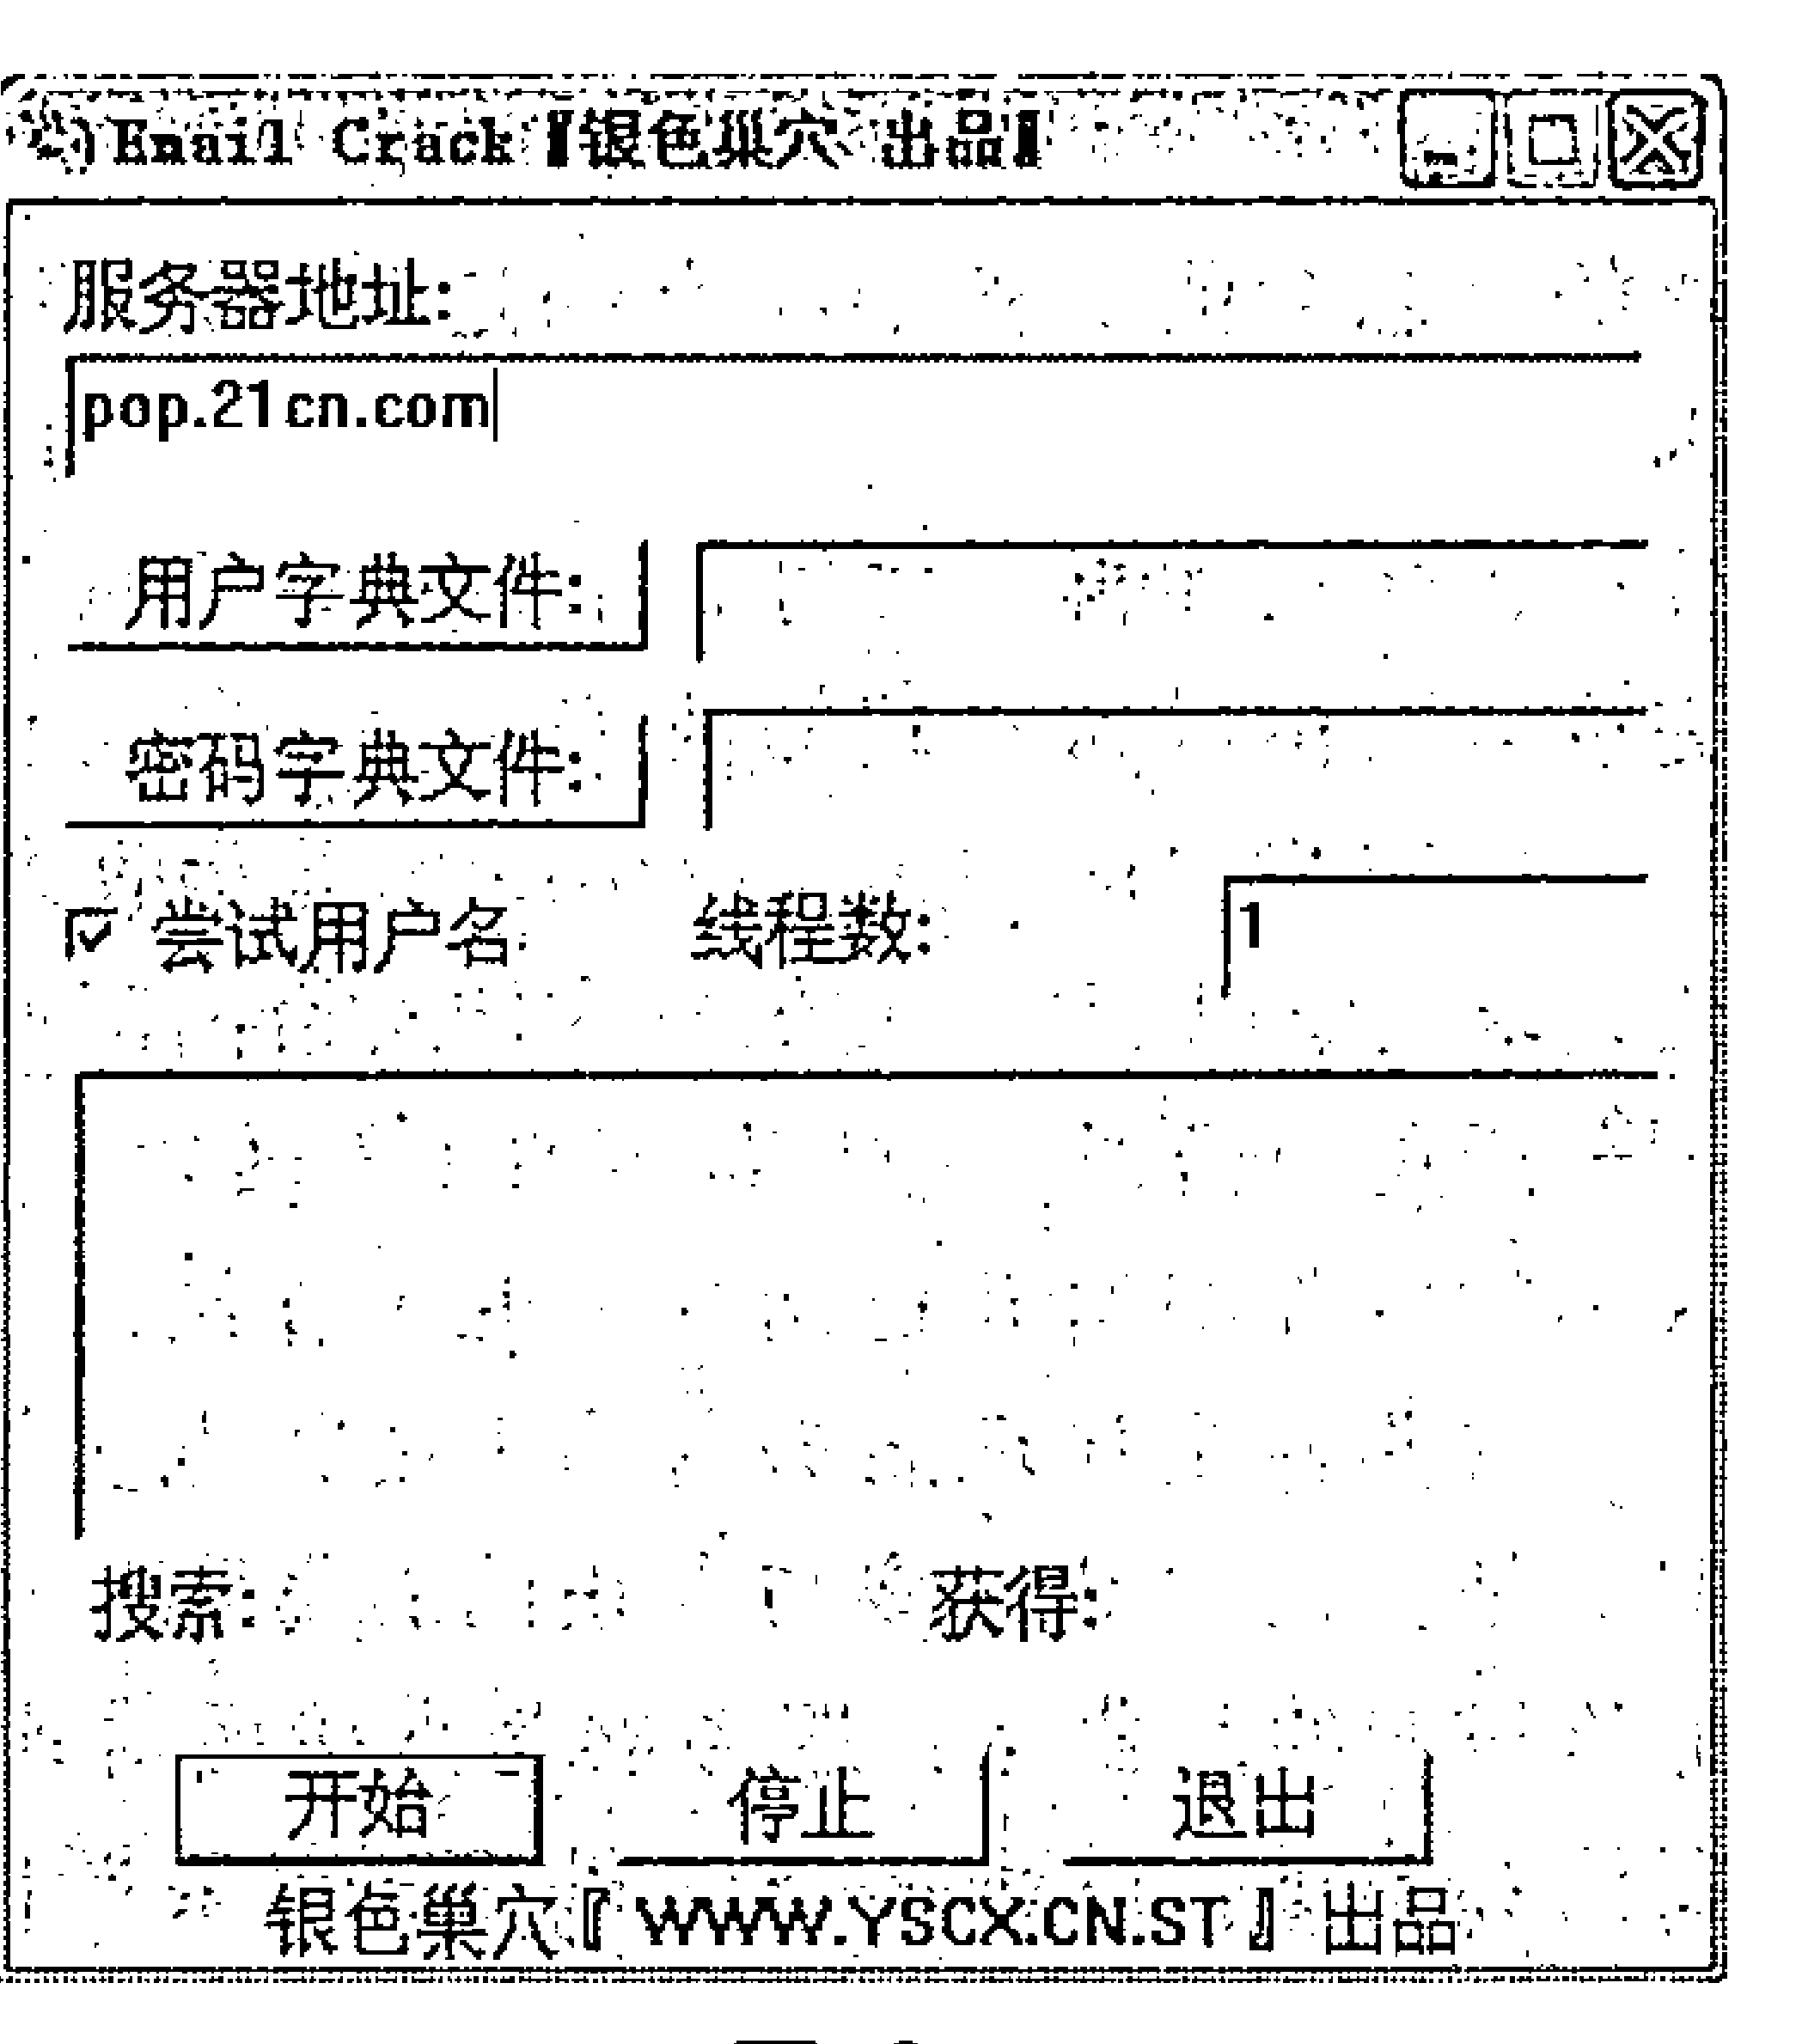 Email Crack『银色巢穴 出品』
服务器地址:
pop.21cn.com
用户字典文件:
密码字典文件:
尝试用户名 线程数: 1
搜索: 获得:
开始 停止 退出
银色巢穴『WWW.YSCX.CN.ST』出品